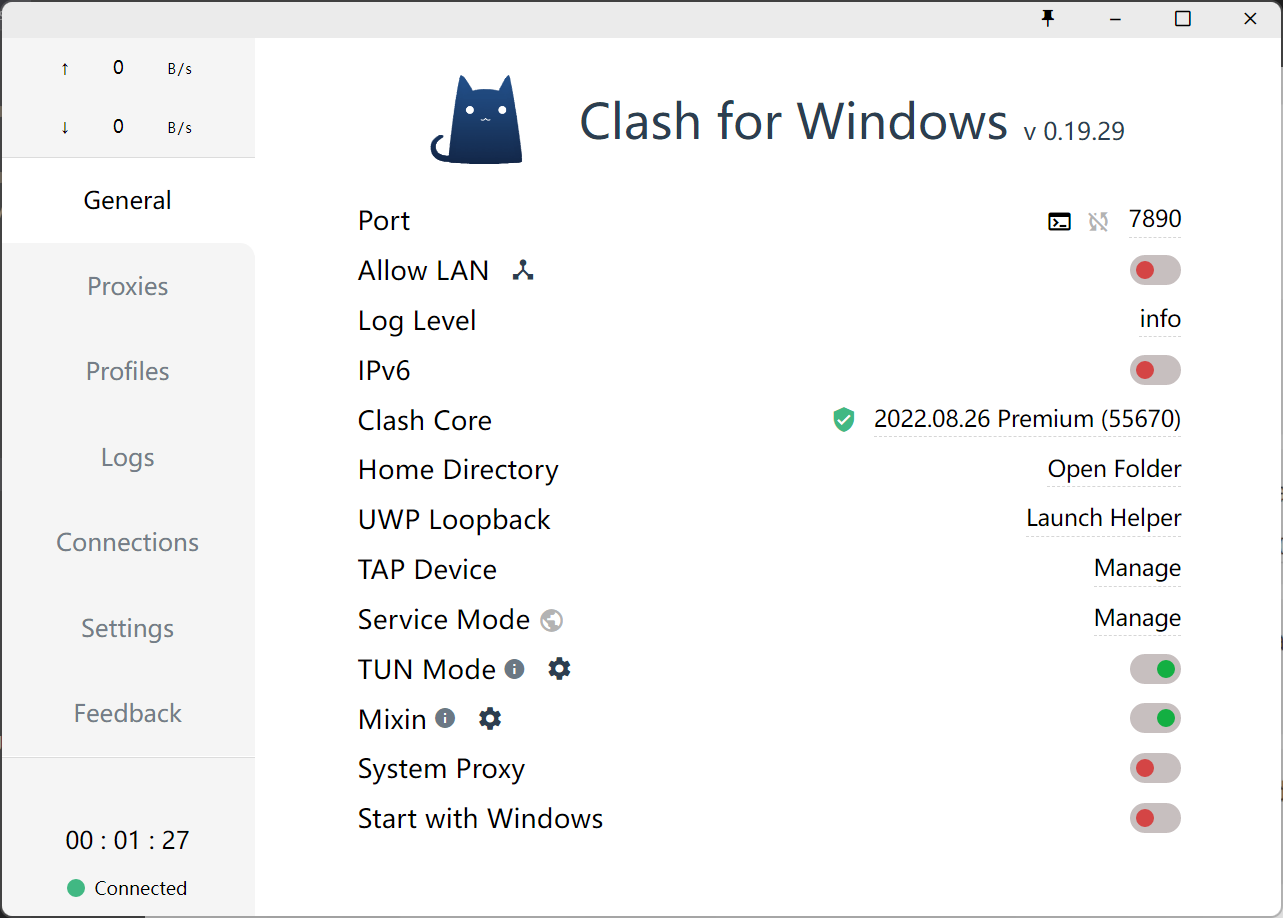 ↑ 0 B/s
↓ 0 B/s
General
Proxies
Profiles
Logs
Connections
Settings
Feedback
00 : 01 : 27
Connected
Clash for Windows v 0.19.29
Port 7890
Allow LAN
Log Level info
IPv6
Clash Core 2022.08.26 Premium (55670)
Home Directory Open Folder
UWP Loopback Launch Helper
TAP Device Manage
Service Mode Manage
TUN Mode
Mixin
System Proxy
Start with Windows